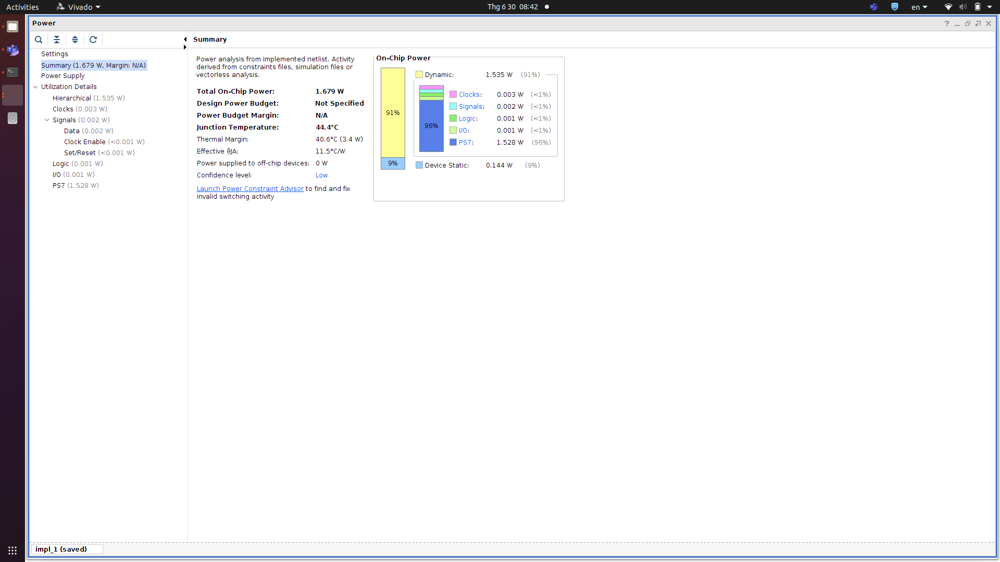 Activities
Vivado
Thg 6 30 08:42
en
Power
Settings
Summary (1.679 W, Margin: N/A)
Power Supply
Utilization Details
Hierarchical (1.535 W)
Clocks (0.003 W)
Signals (0.002 W)
Data (0.002 W)
Clock Enable (<0.001 W)
Set/Reset (<0.001 W)
Logic (0.001 W)
I/O (0.001 W)
PS7 (1.528 W)
Summary
Power analysis from Implemented netlist. Activity
derived from constraints files, simulation files or
vectorless analysis.
Total On-Chip Power: 1.679 W
Design Power Budget: Not Specified
Power Budget Margin: N/A
Junction Temperature: 44.4°C
Thermal Margin: 40.6°C (3.4 W)
Effective ϑJA: 11.5°C/W
Power supplied to off-chip devices: 0 W
Confidence level: Low
Launch Power Constraint Advisor to find and fix
invalid switching activity
On-Chip Power
91%
9%
Dynamic: 1.535 W (91%)
96%
Clocks: 0.003 W (<1%)
Signals: 0.002 W (<1%)
Logic: 0.001 W (<1%)
I/O: 0.001 W (<1%)
PS7: 1.528 W (96%)
Device Static: 0.144 W (9%)
impl_1 (saved)